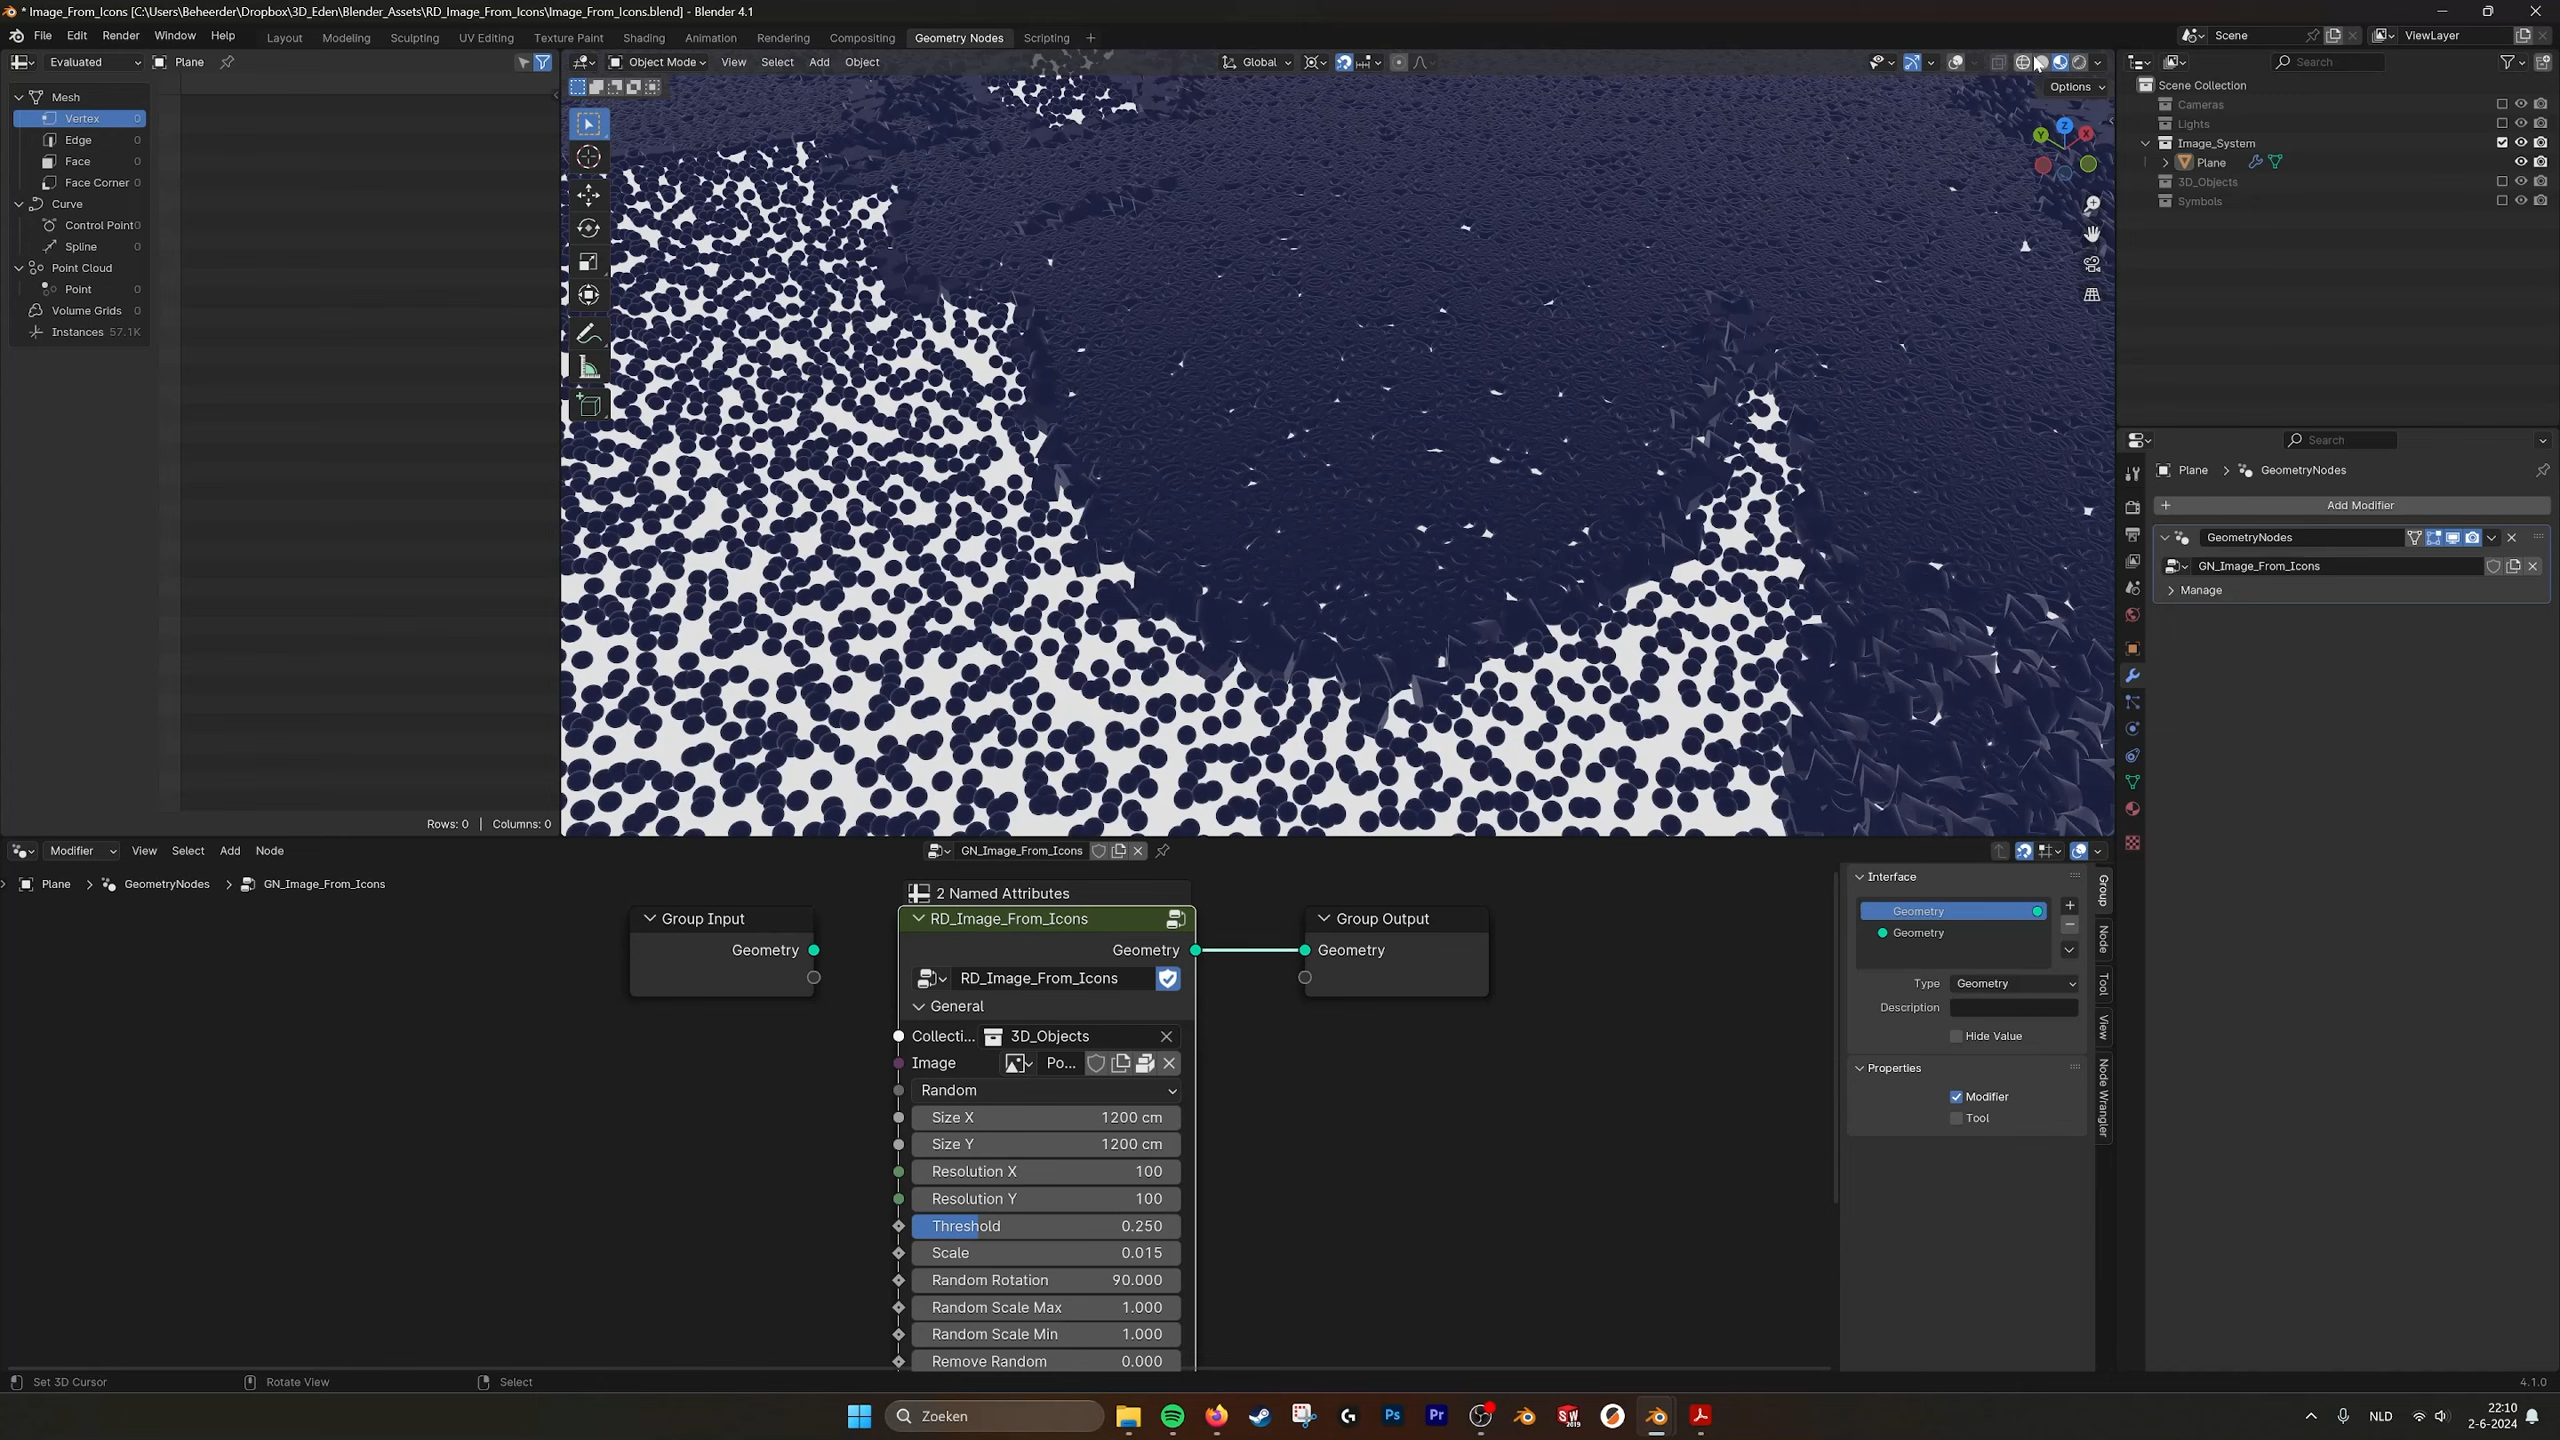 * Image_From_Icons [C:\Users\Beheerder\Dropbox\3D_Eden\Blender_Assets\RD_Image_From_Icons\Image_From_Icons.blend] - Blender 4.1
File Edit Render Window Help Layout Modeling Sculpting UV Editing Texture Paint Shading Animation Rendering Compositing Geometry Nodes Scripting + Scene ViewLayer
Evaluated Plane Object Mode View Select Add Object Global Search
Options
Mesh
Vertex 0
Edge 0
Face 0
Face Corner 0
Curve
Control Point 0
Spline 0
Point Cloud
Point 0
Volume Grids 0
Instances 57.1K
Rows: 0 | Columns: 0
Z
Y
X
Scene Collection
Cameras
Lights
Image_System
Plane
3D_Objects
Symbols
Search
Plane > GeometryNodes
+ Add Modifier
GeometryNodes
GN_Image_From_Icons
Manage
Modifier View Select Add Node GN_Image_From_Icons
Plane > GeometryNodes > GN_Image_From_Icons
Group Input
Geometry
2 Named Attributes
RD_Image_From_Icons
Geometry
RD_Image_From_Icons
General
Collecti... 3D_Objects
Image Po...
Random
Size X 1200 cm
Size Y 1200 cm
Resolution X 100
Resolution Y 100
Threshold 0.250
Scale 0.015
Random Rotation 90.000
Random Scale Max 1.000
Random Scale Min 1.000
Remove Random 0.000
Group Output
Geometry
Interface
Geometry
Geometry
Type Geometry
Description
Hide Value
Properties
Modifier
Tool
Group
Node
Tool
View
Node Wrangler
Set 3D Cursor Rotate View Select 4.1.0
Zoeken
Ps
Pr
SW
2019
NLD
22:10
2-6-2024